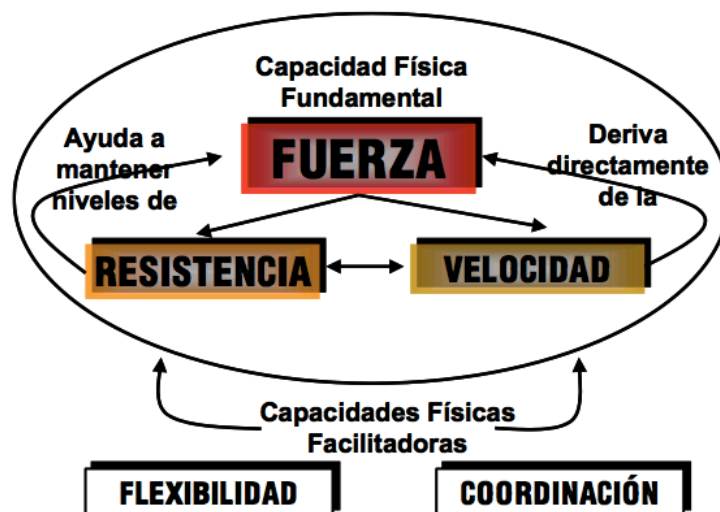 Capacidad Física
Fundamental
FUERZA
Ayuda a
mantener
niveles de
Deriva
directamente
de la
RESISTENCIA
VELOCIDAD
Capacidades Físicas
Facilitadoras
FLEXIBILIDAD
COORDINACIÓN